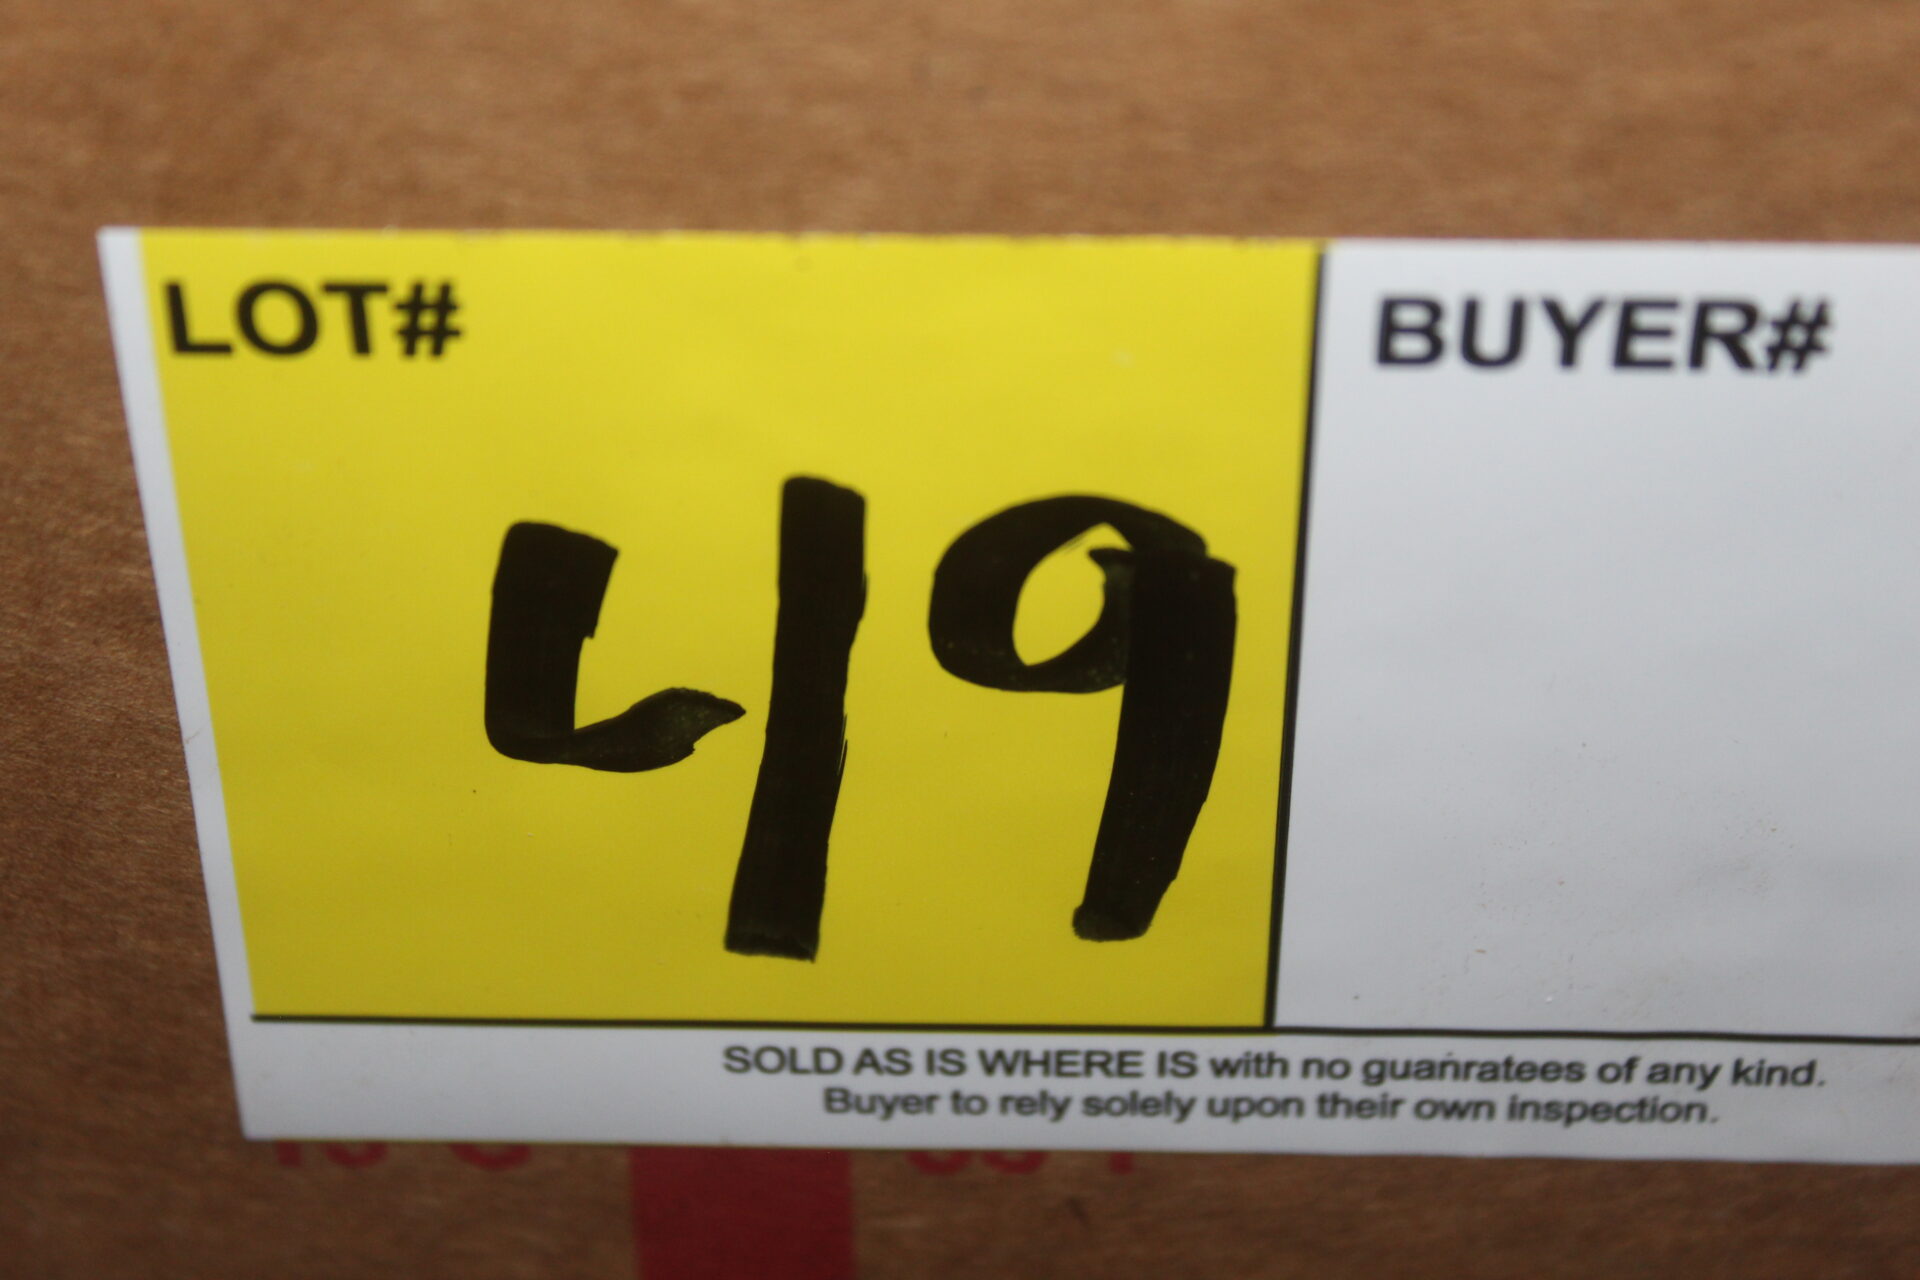 LOT#
BUYER#
49
SOLD AS IS WHERE IS with no guanratees of any kind.
Buyer to rely solely upon their own inspection.